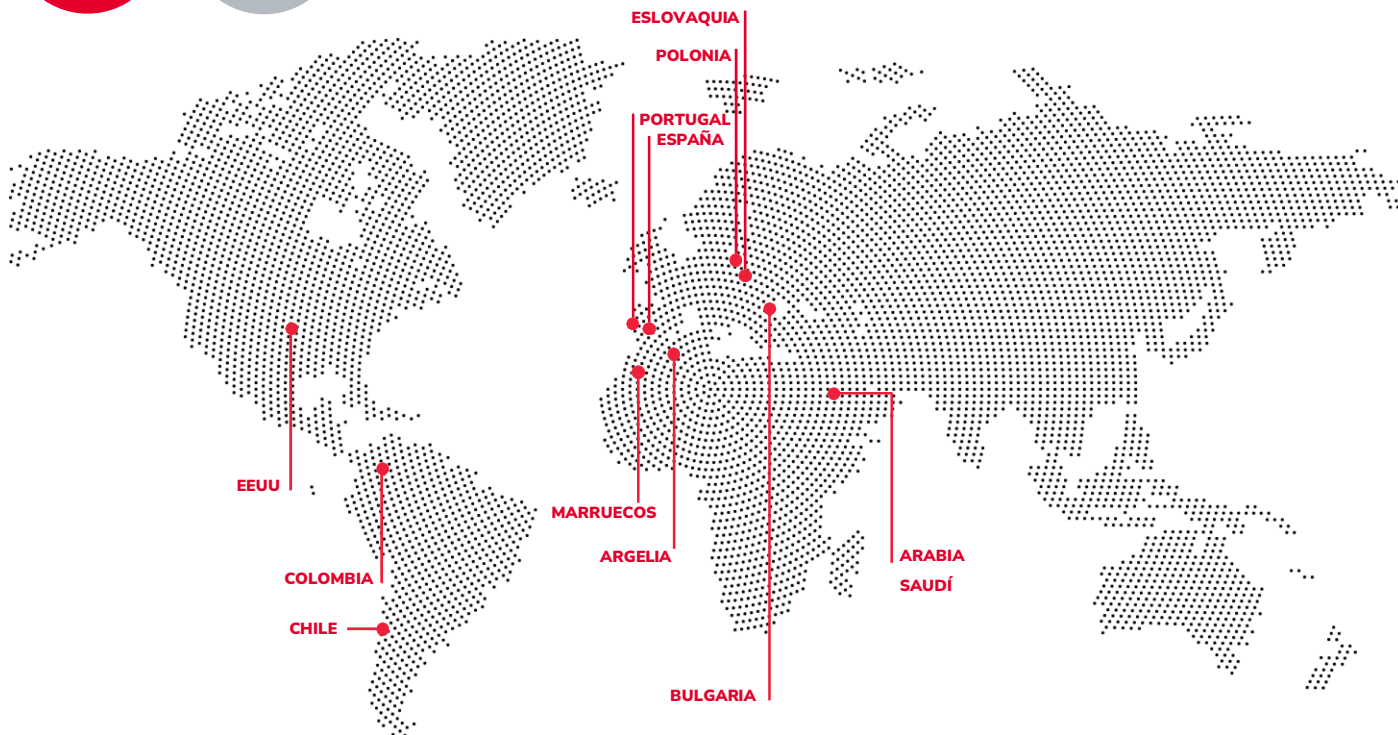 ESLOVAQUIA
POLONIA
PORTUGAL
ESPAÑA
EEUU
MARRUECOS
ARGELIA
ARABIA
SAUDÍ
COLOMBIA
CHILE
BULGARIA